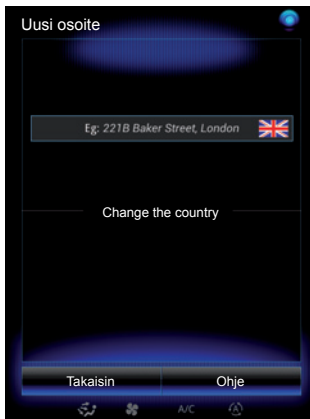 Uusi osoite
Eg: 221B Baker Street, London
Change the country
Takaisin
Ohje
A/C
A